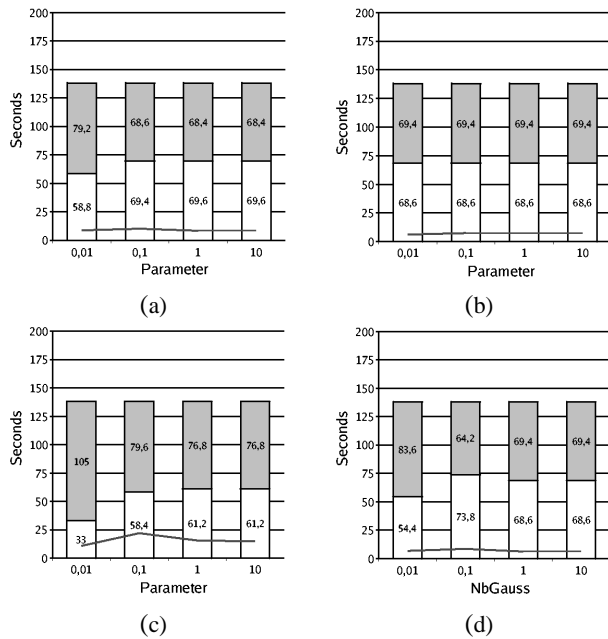 200
175
150
125
100
75
50
25
0
Seconds
79,2 68,6 68,4 68,4
58,8 69,4 69,6 69,6
0,01 0,1 1 10
Parameter
(a)
200
175
150
125
100
75
50
25
0
Seconds
69,4 69,4 69,4 69,4
68,6 68,6 68,6 68,6
0,01 0,1 1 10
Parameter
(b)
200
175
150
125
100
75
50
25
0
Seconds
105 79,6 76,8 76,8
33 58,4 61,2 61,2
0,01 0,1 1 10
Parameter
(c)
200
175
150
125
100
75
50
25
0
Seconds
83,6 64,2 69,4 69,4
54,4 73,8 68,6 68,6
0,01 0,1 1 10
NbGauss
(d)